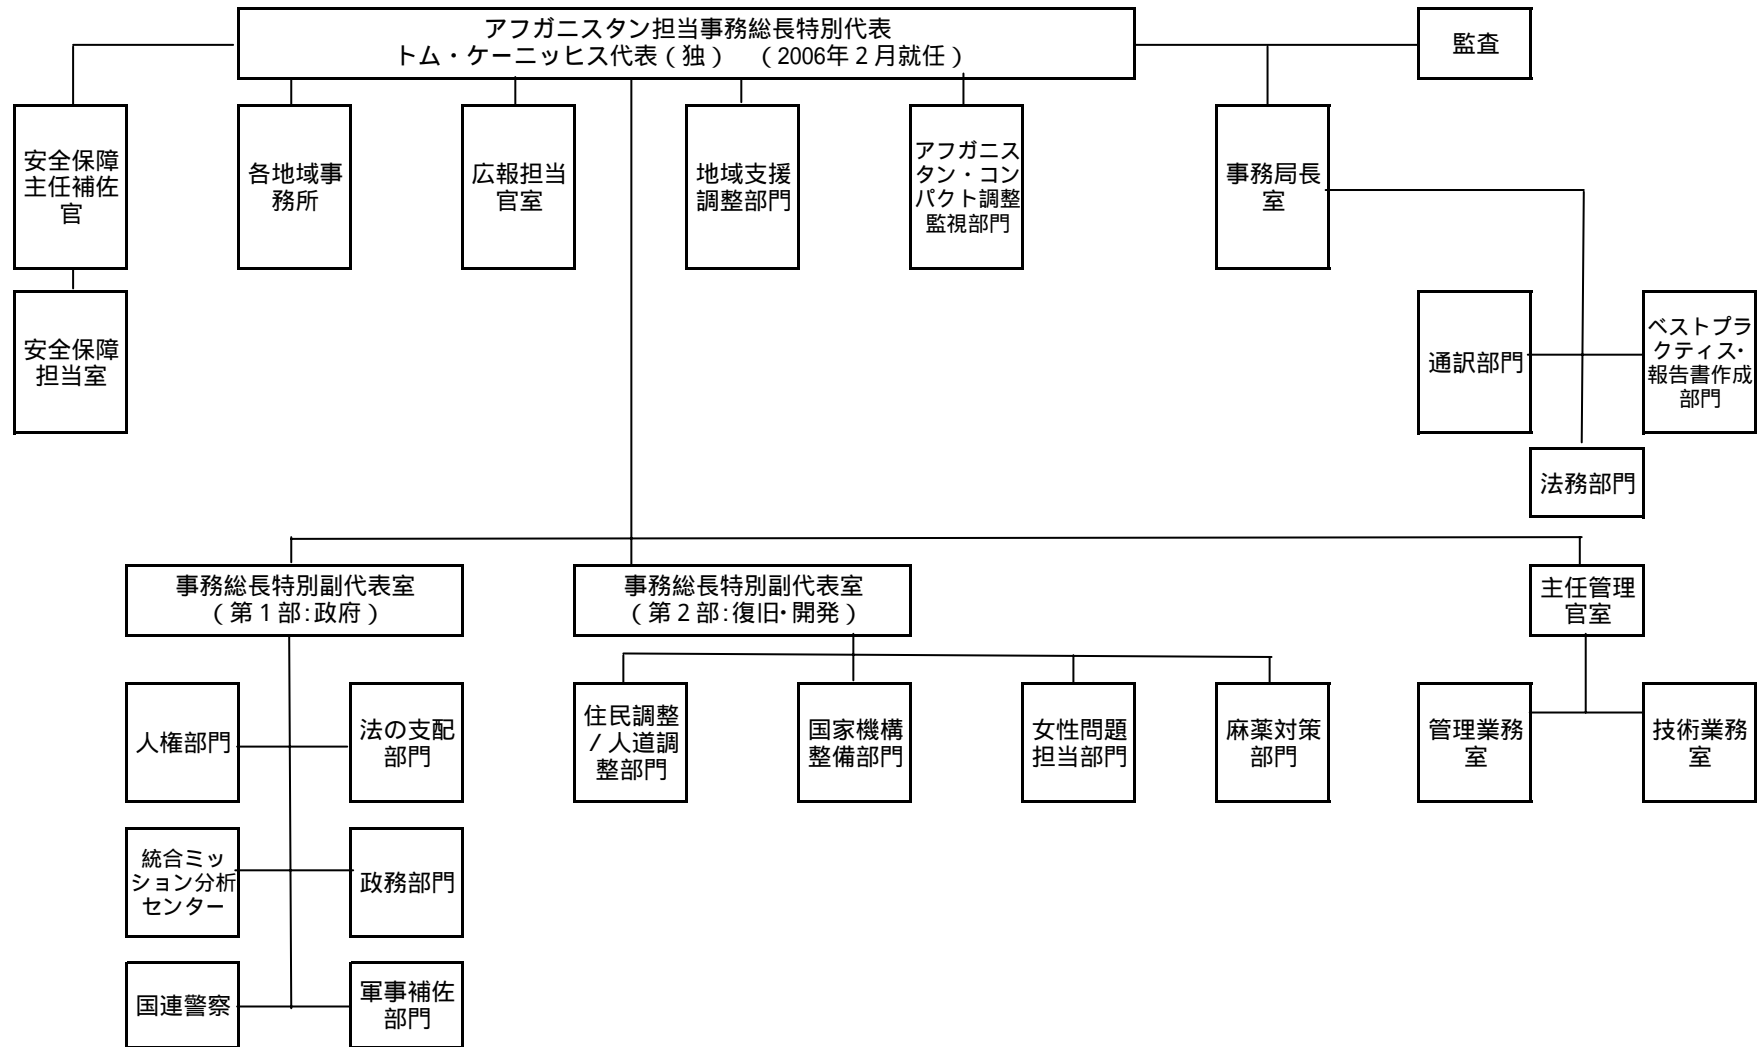 アフガニスタン担当事務総長特別代表
トム・ケーニッヒス代表（独）　（2006年２月就任）
監査
安全保障
主任補佐
官
各地域事
務所
広報担当
官室
地域支援
調整部門
アフガニス
タン・コン
パクト調整
監視部門
事務局長
室
安全保障
担当室
通訳部門
ベストプラ
クティス・
報告書作成
部門
法務部門
事務総長特別副代表室
（第１部：政府）
事務総長特別副代表室
（第２部：復旧・開発）
主任管理
官室
人権部門
法の支配
部門
住民調整
/人道調
整部門
国家機構
整備部門
女性問題
担当部門
麻薬対策
部門
管理業務
室
技術業務
室
統合ミッ
ション分析
センター
政務部門
国連警察
軍事補佐
部門